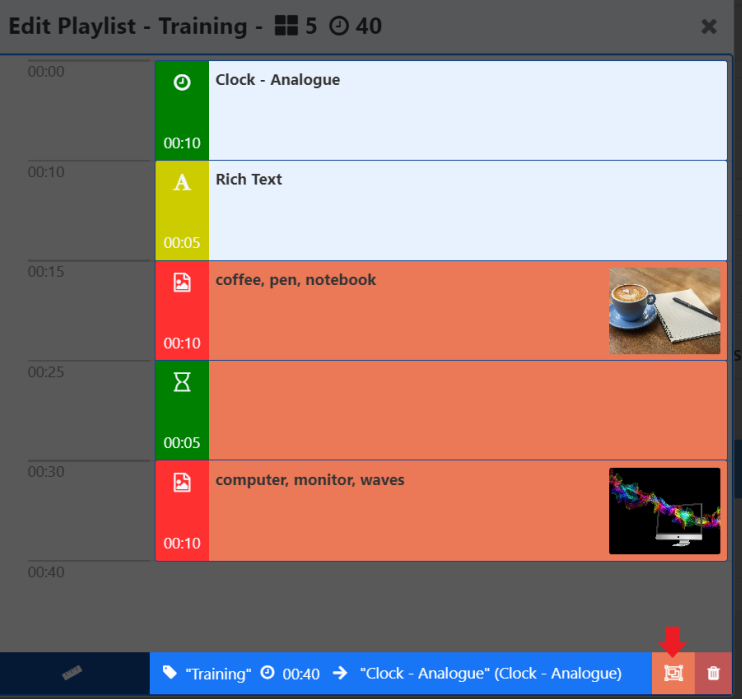 Edit Playlist - Training - 5 40
00:00
Clock - Analogue
00:10
00:10
Rich Text
00:05
00:15
coffee, pen, notebook
00:10
00:25
00:05
00:30
computer, monitor, waves
00:10
00:40
"Training" 00:40 → "Clock - Analogue" (Clock - Analogue)